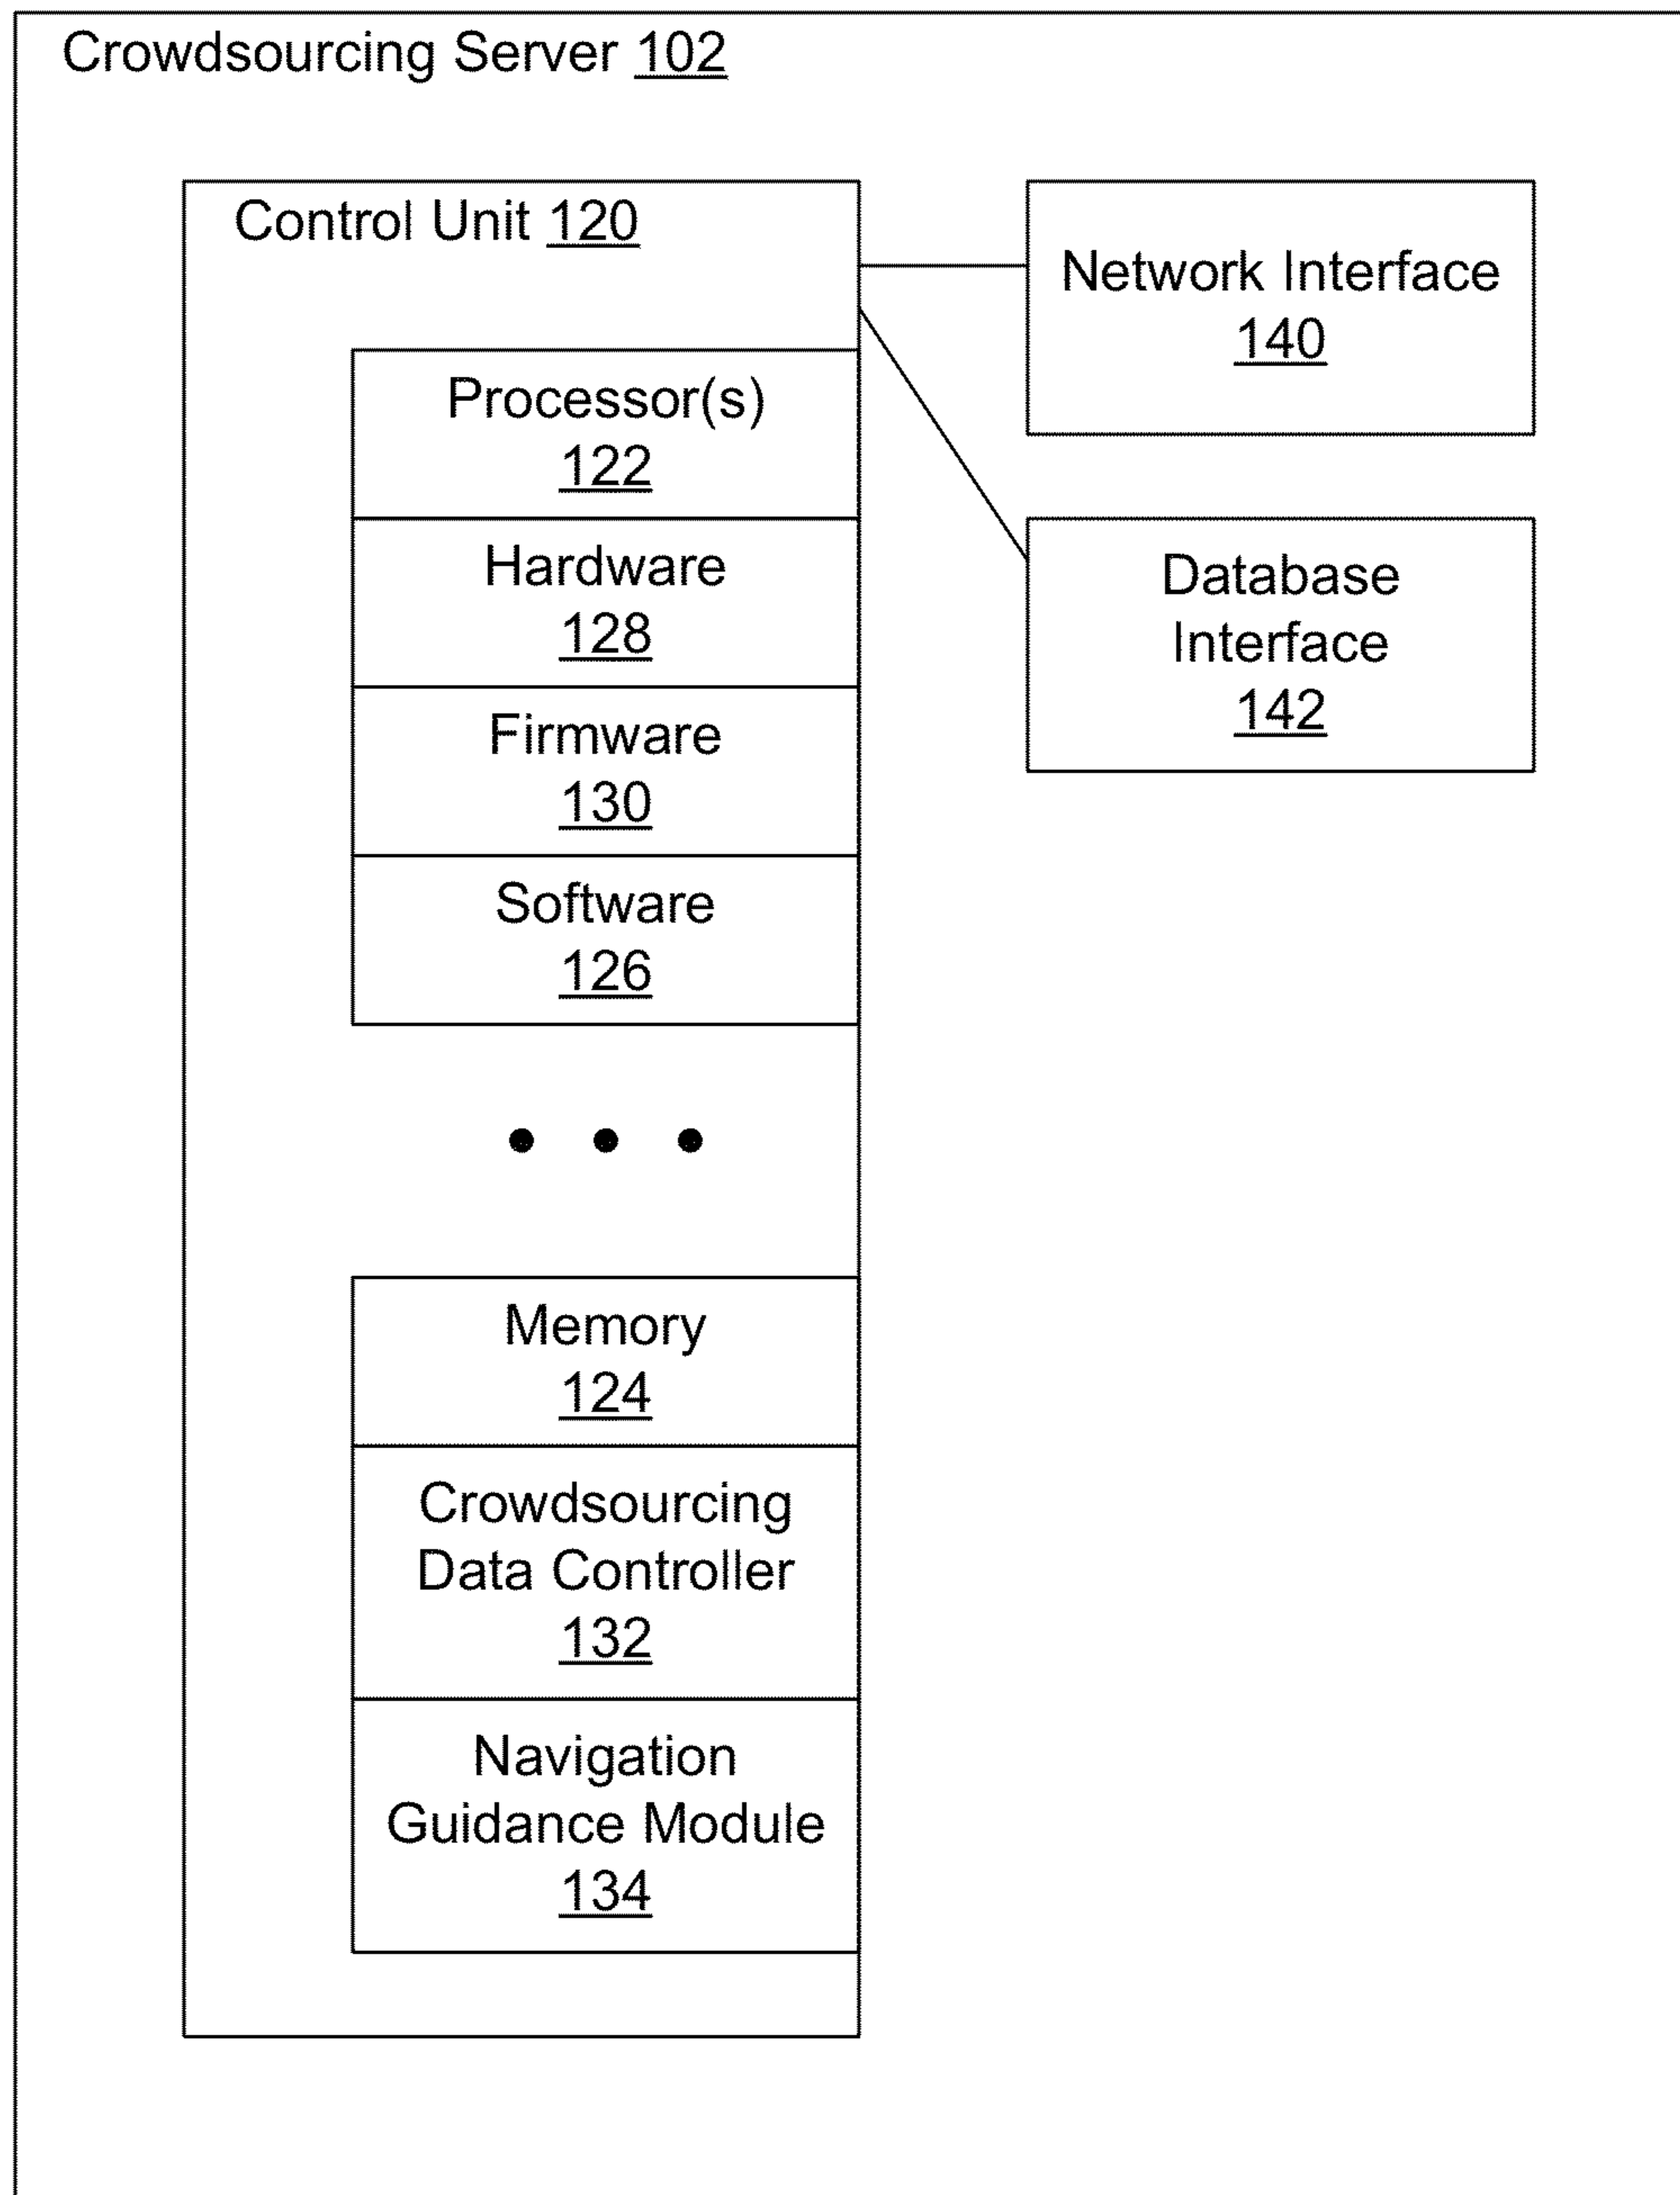 Crowdsourcing Server 102
Control Unit 120
Network Interface
140
Processor(s)
122
Hardware
128
Database
Interface
142
Firmware
130
Software
126
Memory
124
Crowdsourcing
Data Controller
132
Navigation
Guidance Module
134